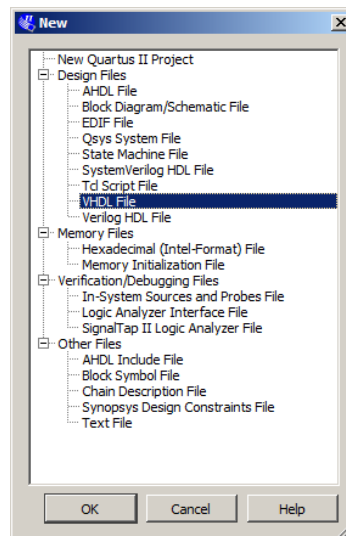 New
New Quartus II Project
Design Files
AHDL File
Block Diagram/Schematic File
EDIF File
Qsys System File
State Machine File
SystemVerilog HDL File
Tcl Script File
VHDL File
Verilog HDL File
Memory Files
Hexadecimal (Intel-Format) File
Memory Initialization File
Verification/Debugging Files
In-System Sources and Probes File
Logic Analyzer Interface File
SignalTap II Logic Analyzer File
Other Files
AHDL Include File
Block Symbol File
Chain Description File
Synopsys Design Constraints File
Text File
OK Cancel Help